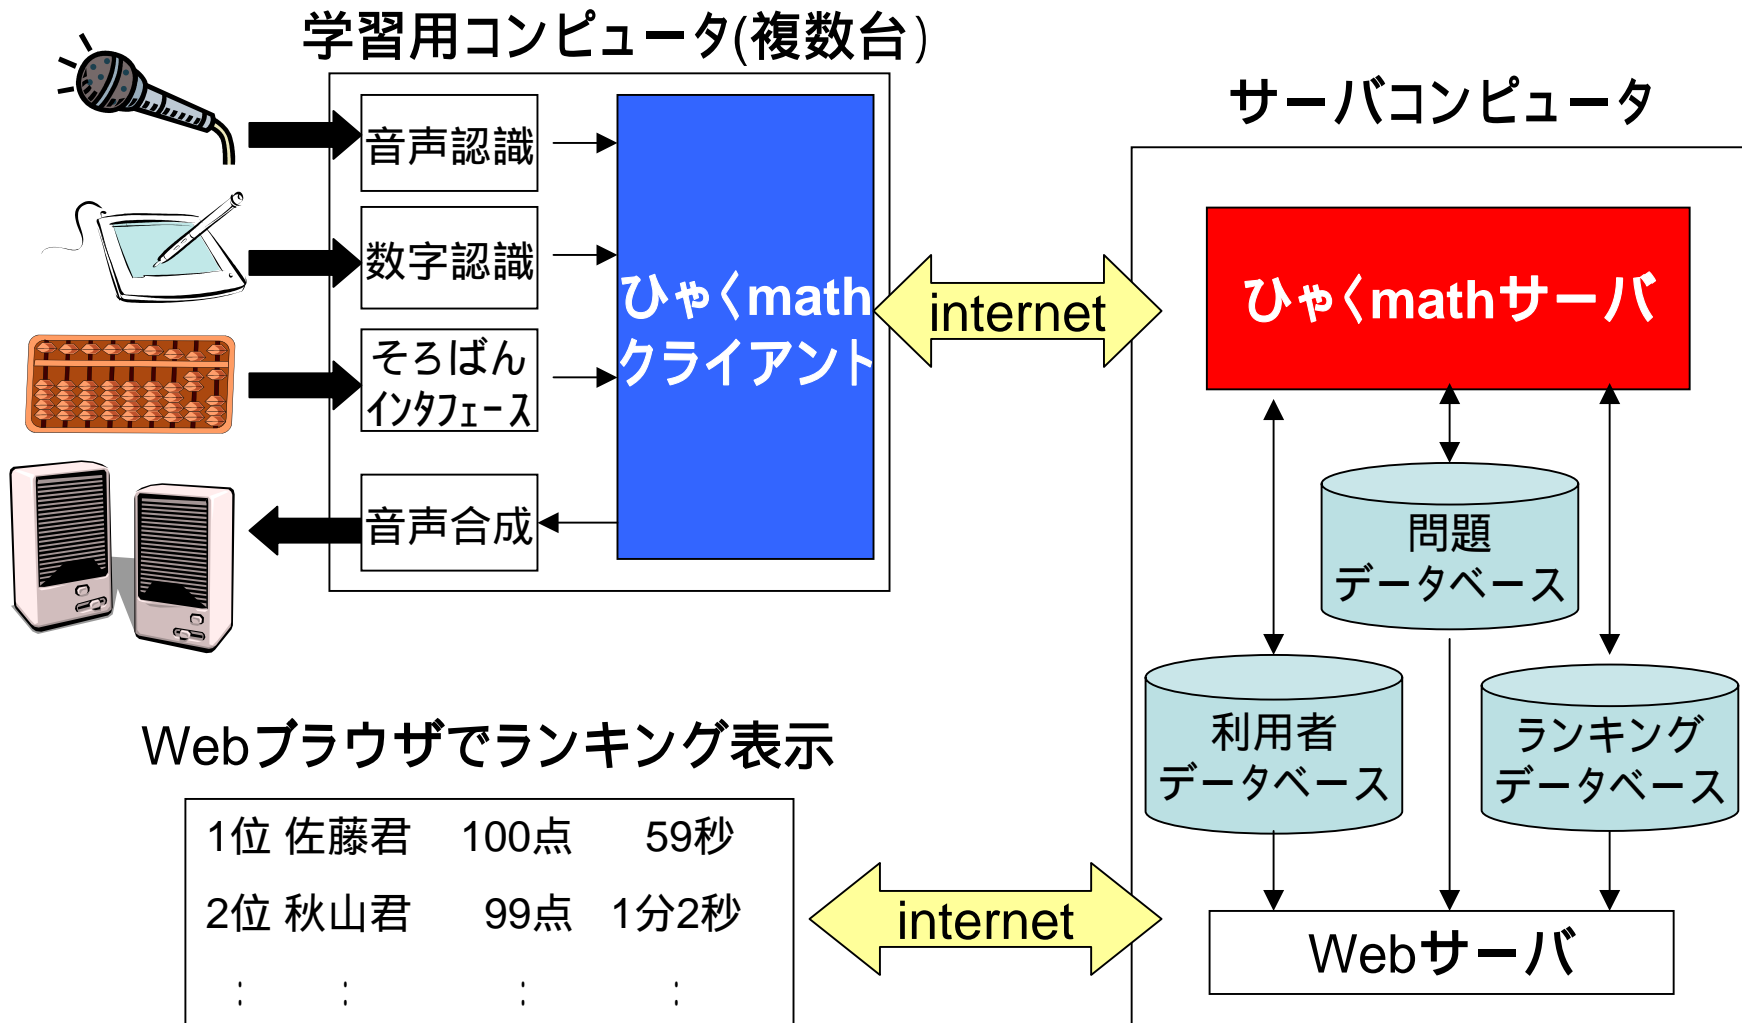 学習用コンピュータ(複数台)
音声認識
数字認識
そろばん
インタフェース
音声合成
ひゃくmath
クライアント
internet
サーバコンピュータ
ひゃくmathサーバ
問題
データベース
利用者
データベース
ランキング
データベース
Webサーバ
Webブラウザでランキング表示
1位 佐藤君 100点 59秒
2位 秋山君 99点 1分2秒
: : : :
internet